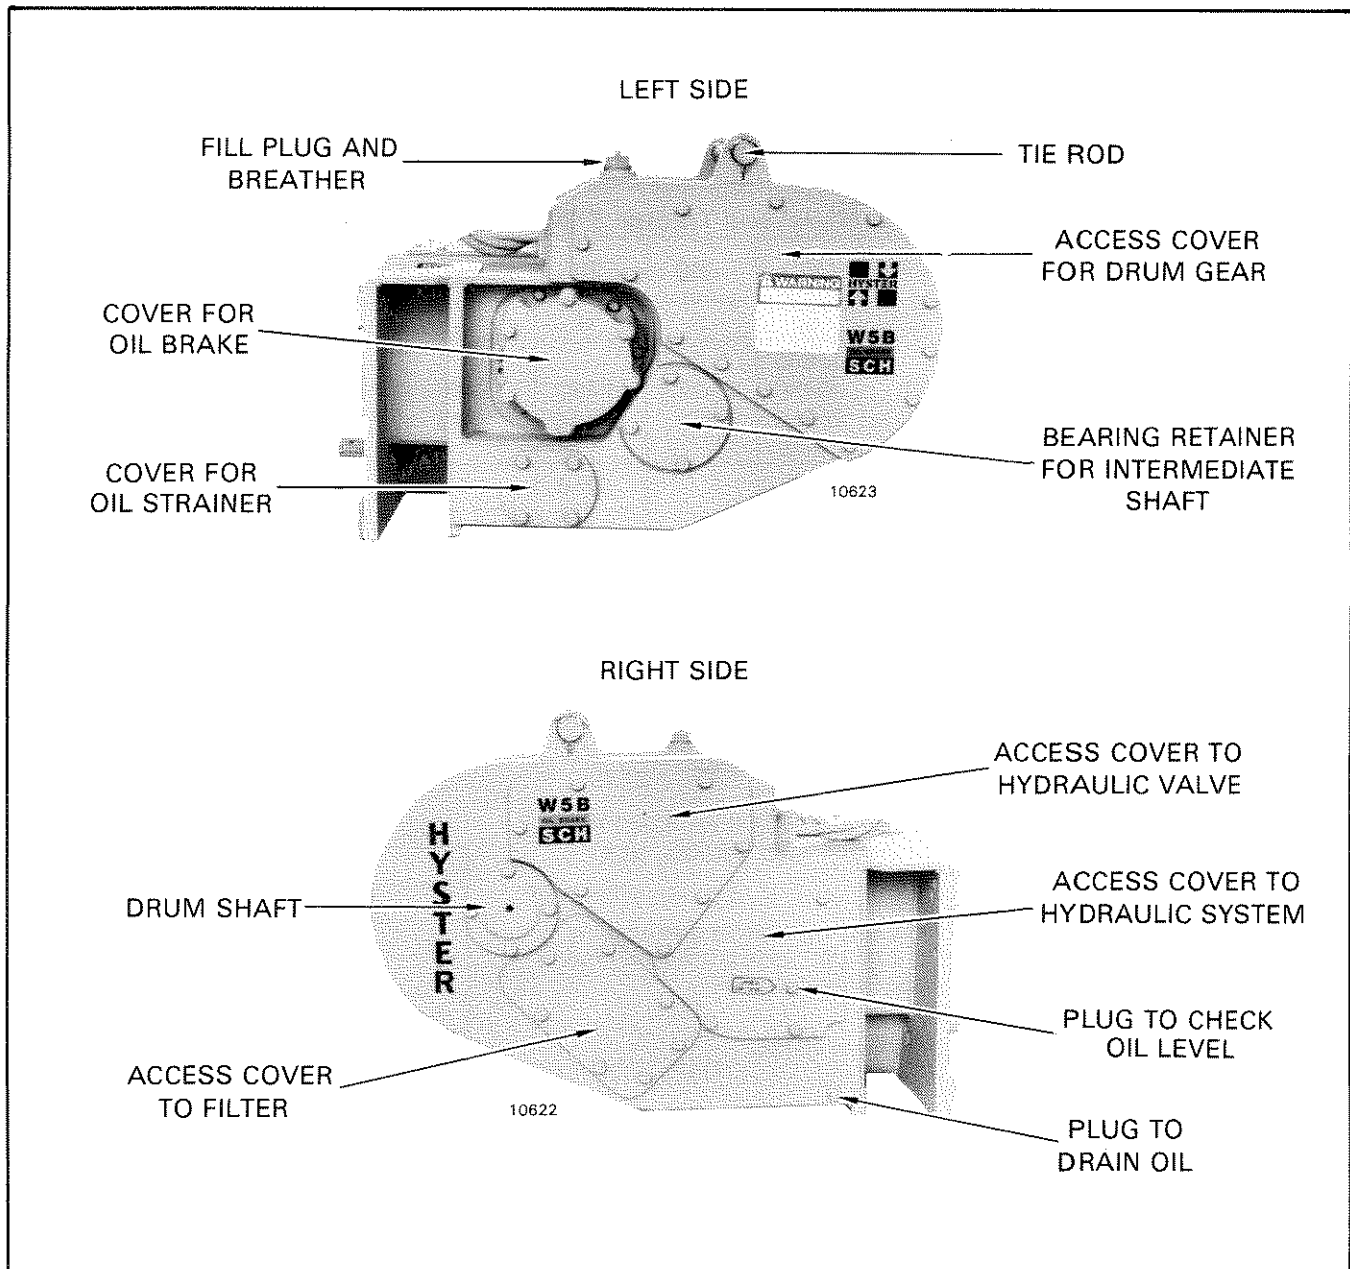 LEFT SIDE
FILL PLUG AND
BREATHER
TIE ROD
ACCESS COVER
FOR DRUM GEAR
WARNING
HYSTER
W5B
SCH
COVER FOR
OIL BRAKE
BEARING RETAINER
FOR INTERMEDIATE
SHAFT
COVER FOR
OIL STRAINER
10623
RIGHT SIDE
ACCESS COVER TO
HYDRAULIC VALVE
W5B
SCH
HYSTER
ACCESS COVER TO
HYDRAULIC SYSTEM
DRUM SHAFT
PLUG TO CHECK
OIL LEVEL
ACCESS COVER
TO FILTER
10622
PLUG TO
DRAIN OIL